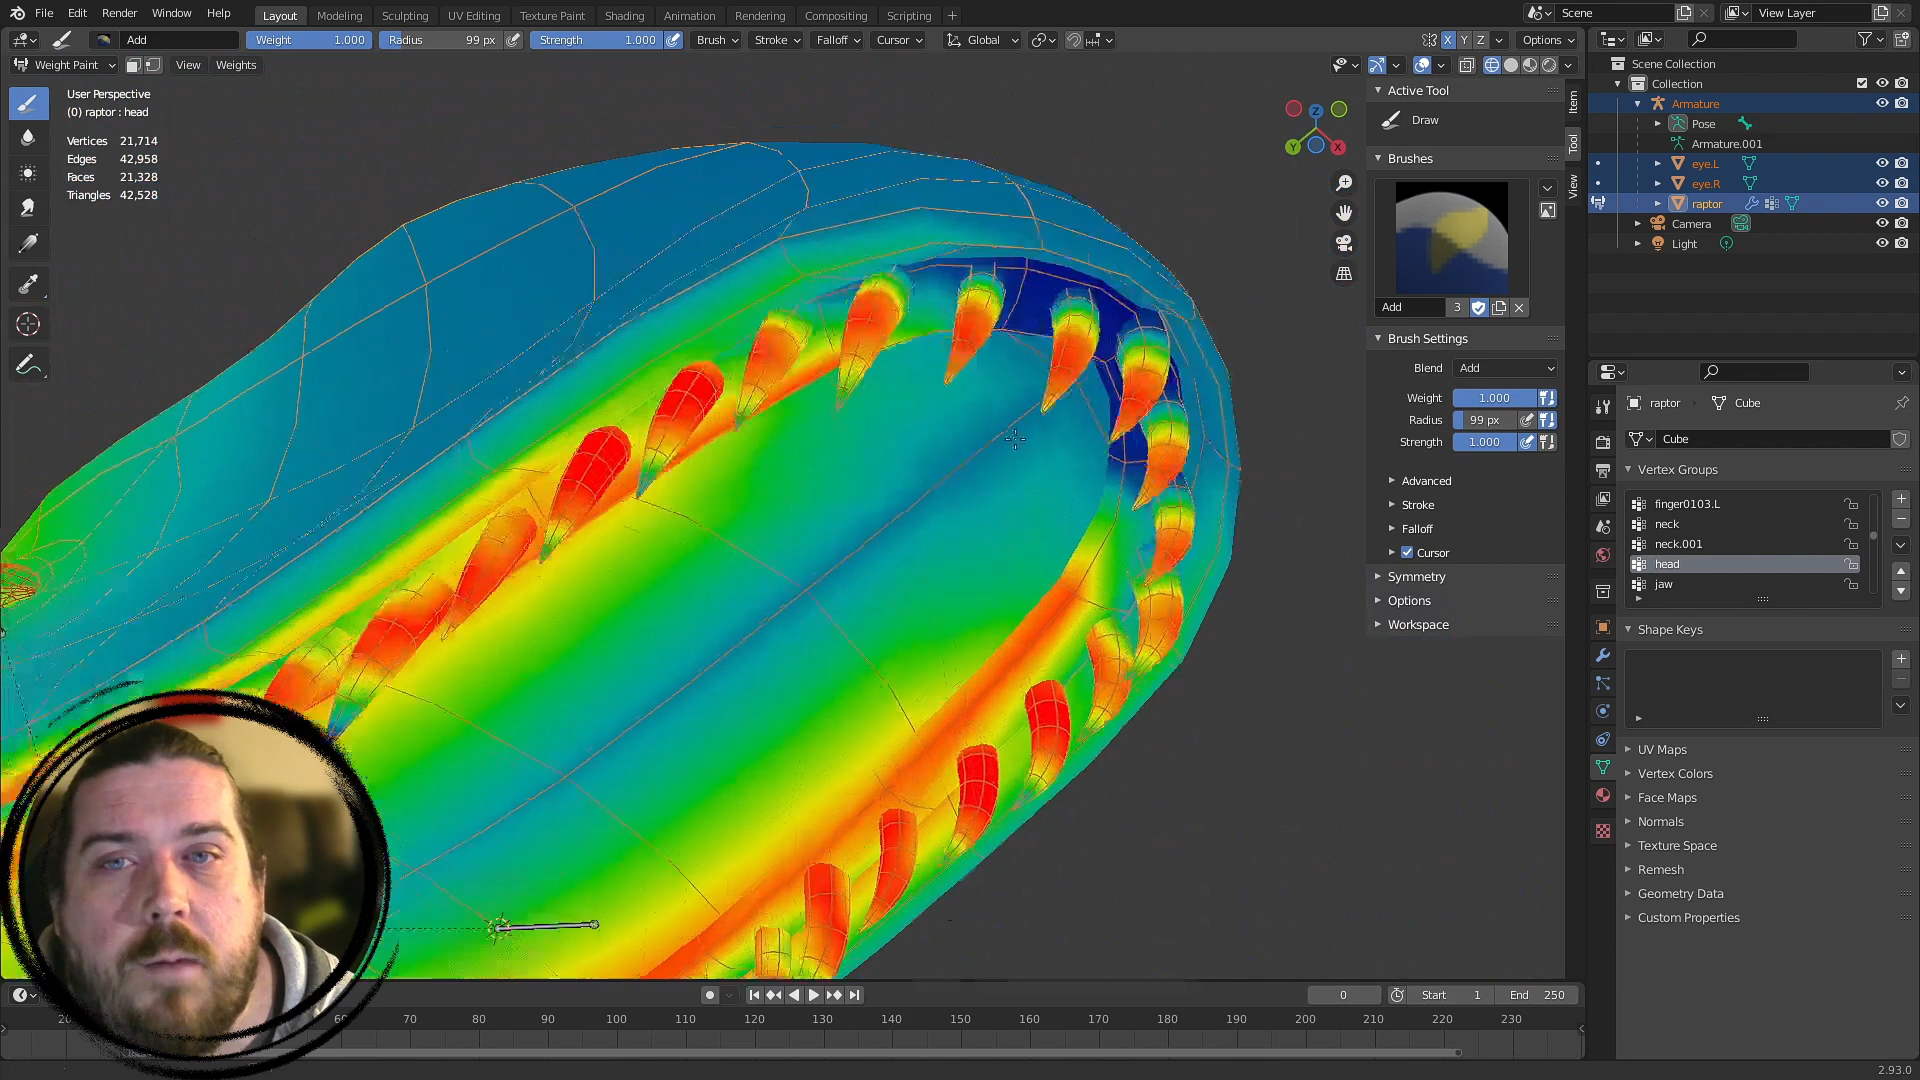 File Edit Render Window Help Layout Modeling Sculpting UV Editing Texture Paint Shading Animation Rendering Compositing Scripting + Scene View Layer
Add Weight 1.000 Radius 99 px Strength 1.000 Brush Stroke Falloff Cursor Global X Y Z Options
Weight Paint View Weights
User Perspective
(0) raptor : head
Vertices 21,714
Edges 42,958
Faces 21,328
Triangles 42,528
Z
Y
X
Item
Tool
View
Active Tool
Draw
Brushes
Add 3
Brush Settings
Blend Add
Weight 1.000
Radius 99 px
Strength 1.000
Advanced
Stroke
Falloff
Cursor
Symmetry
Options
Workspace
Scene Collection
Collection
Armature
Pose
Armature.001
eye.L
eye.R
raptor
Camera
Light
raptor Cube
Cube
Vertex Groups
finger0103.L
neck
neck.001
head
jaw
Shape Keys
UV Maps
Vertex Colors
Face Maps
Normals
Texture Space
Remesh
Geometry Data
Custom Properties
0 Start 1 End 250
60 70 80 90 100 110 120 130 140 150 160 170 180 190 200 210 220 230
2.93.0